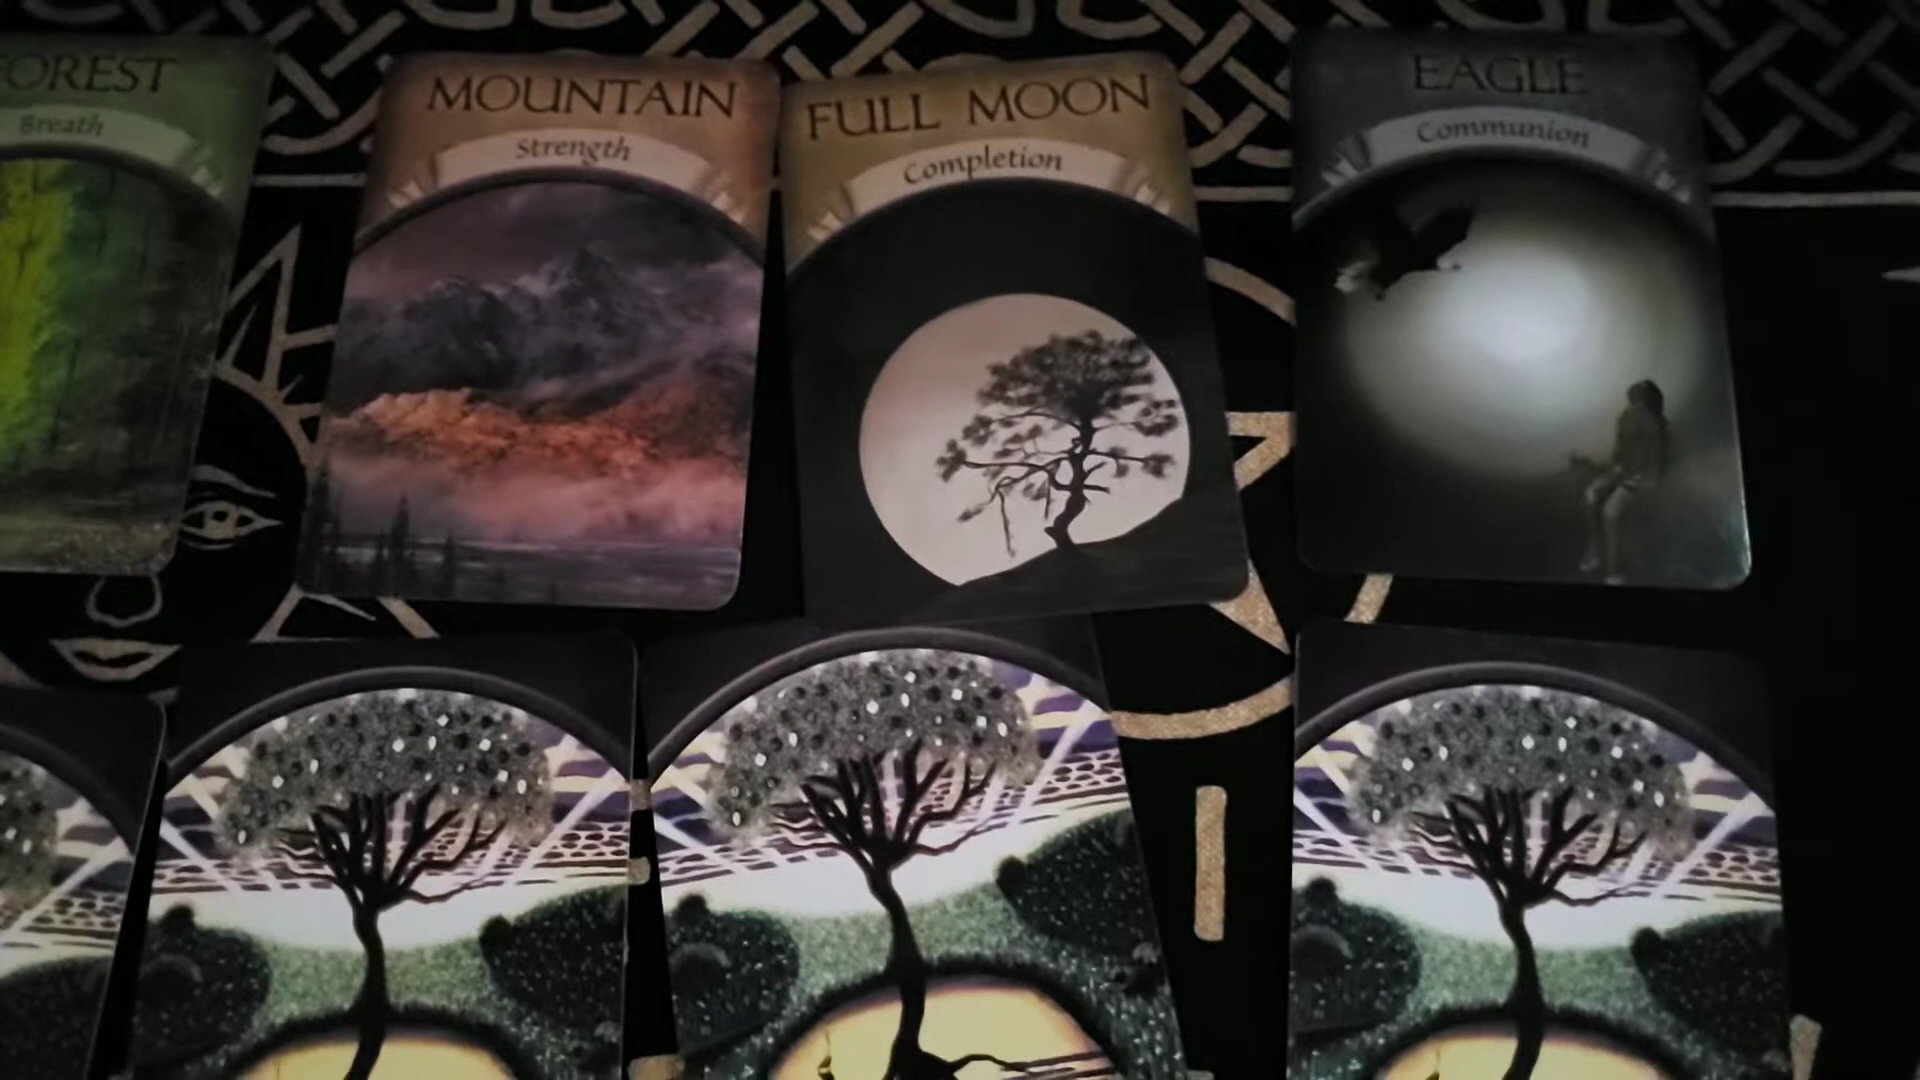 FOREST
Breath
MOUNTAIN
Strength
FULL MOON
Completion
EAGLE
Communion